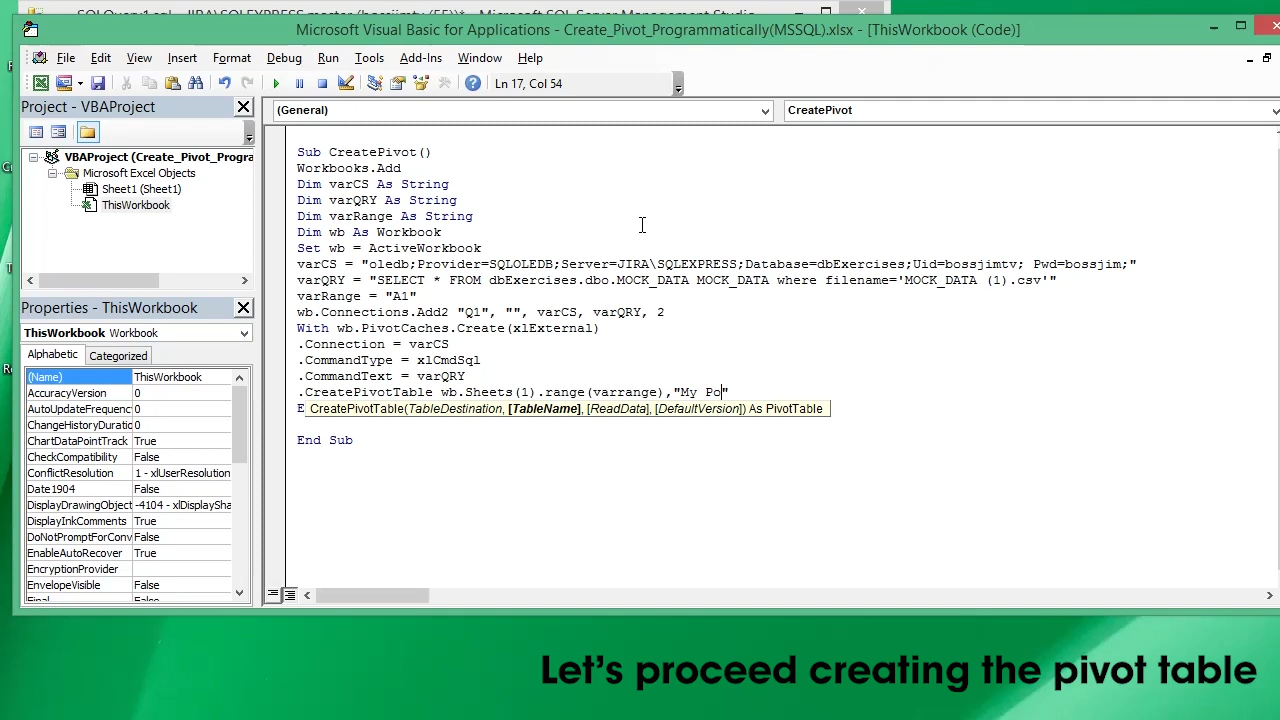 Microsoft Visual Basic for Applications - Create_Pivot_Programmatically(MSSQL).xlsx - [ThisWorkbook (Code)]
File Edit View Insert Format Debug Run Tools Add-Ins Window Help
Ln 17, Col 54
Project - VBAProject
(General)
CreatePivot
VBAProject (Create_Pivot_Progra
Microsoft Excel Objects
Sheet1 (Sheet1)
ThisWorkbook
Sub CreatePivot()
Workbooks.Add
Dim varCS As String
Dim varQRY As String
Dim varRange As String
Dim wb As Workbook
Set wb = ActiveWorkbook
varCS = "oledb;Provider=SQLOLEDB;Server=JIRA\SQLEXPRESS;Database=dbExercises;Uid=bossjimtv; Pwd=bossjim;"
varQRY = "SELECT * FROM dbExercises.dbo.MOCK_DATA MOCK_DATA where filename='MOCK_DATA (1).csv'"
varRange = "A1"
wb.Connections.Add2 "Q1", "", varCS, varQRY, 2
With wb.PivotCaches.Create(xlExternal)
.Connection = varCS
.CommandType = xlCmdSql
.CommandText = varQRY
.CreatePivotTable wb.Sheets(1).range(varrange),"My Po"
E CreatePivotTable(TableDestination, [TableName], [ReadData], [DefaultVersion]) As PivotTable
End Sub
Properties - ThisWorkbook
ThisWorkbook Workbook
Alphabetic Categorized
(Name) ThisWorkbook
AccuracyVersion 0
AutoUpdateFrequenc 0
ChangeHistoryDuratio 0
ChartDataPointTrack True
CheckCompatibility False
ConflictResolution 1 - xlUserResolution
Date1904 False
DisplayDrawingObject -4104 - xlDisplaySha
DisplayInkComments True
DoNotPromptForConv False
EnableAutoRecover True
EncryptionProvider
EnvelopeVisible False
Final False
Let's proceed creating the pivot table